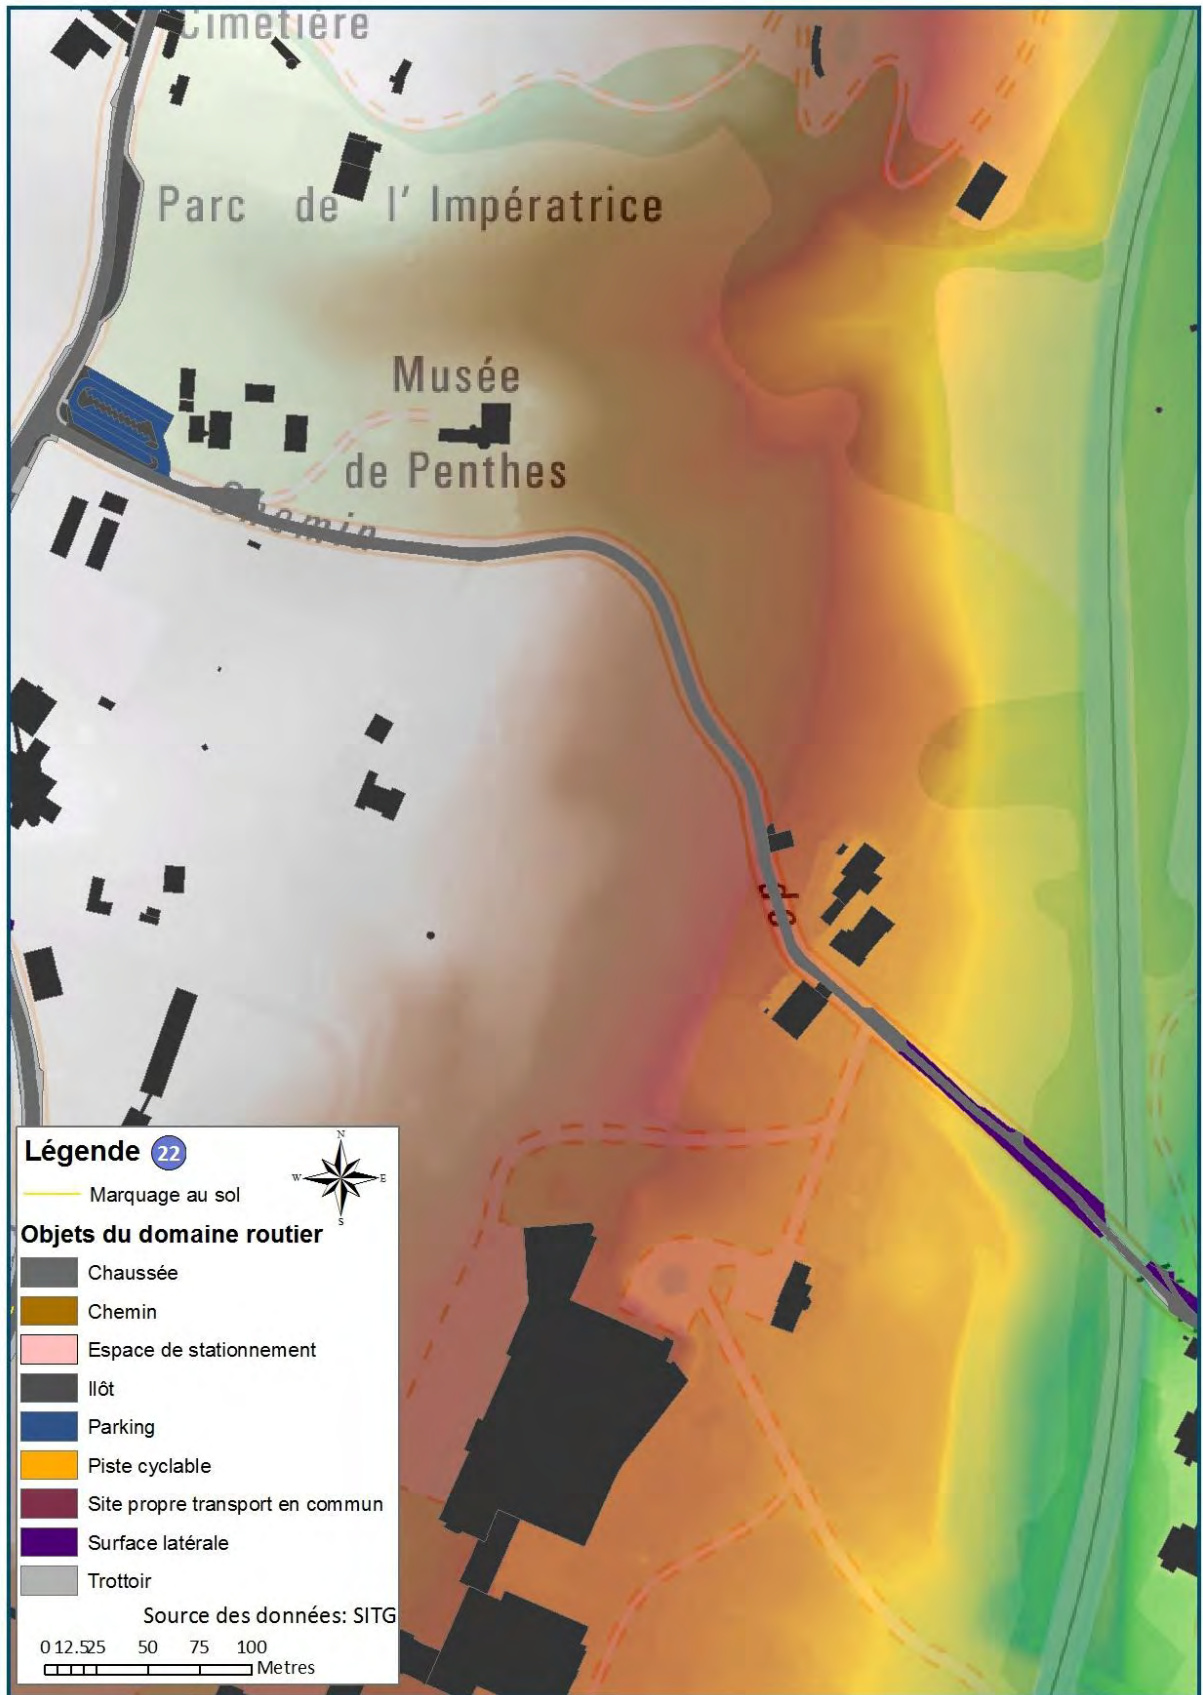 Cimetière
Parc de l' Impératrice
Musée
de Penthes
Chemin
de
Légende 22
N
W E
S
Marquage au sol
Objets du domaine routier
Chaussée
Chemin
Espace de stationnement
Ilôt
Parking
Piste cyclable
Site propre transport en commun
Surface latérale
Trottoir
Source des données: SITG
0 12.525 50 75 100
Metres